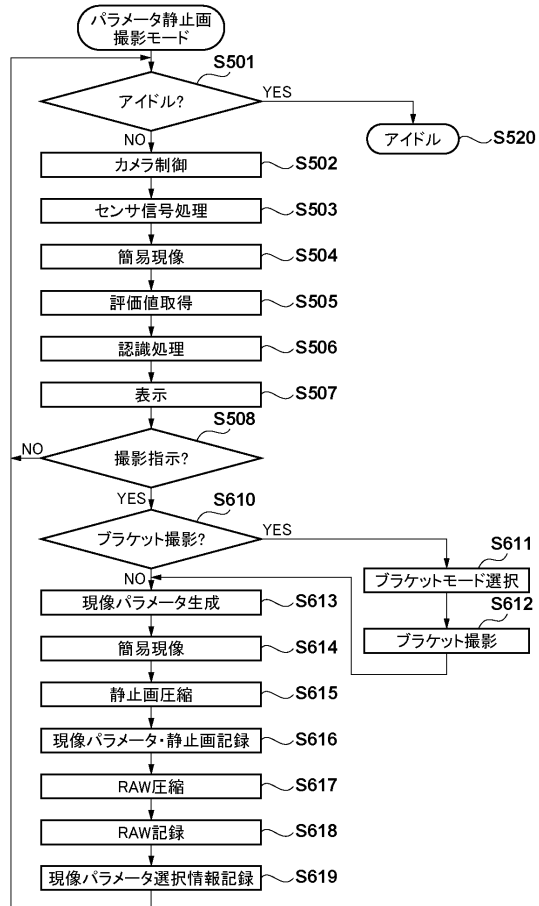 パラメータ静止画
撮影モード
S501
アイドル?
YES
NO
アイドル
S520
カメラ制御
S502
センサ信号処理
S503
簡易現像
S504
評価値取得
S505
認識処理
S506
表示
S507
S508
撮影指示?
NO
YES
S610
ブラケット撮影?
YES
NO
S611
ブラケットモード選択
S612
ブラケット撮影
現像パラメータ生成
S613
簡易現像
S614
静止画圧縮
S615
現像パラメータ・静止画記録
S616
RAW圧縮
S617
RAW記録
S618
現像パラメータ選択情報記録
S619